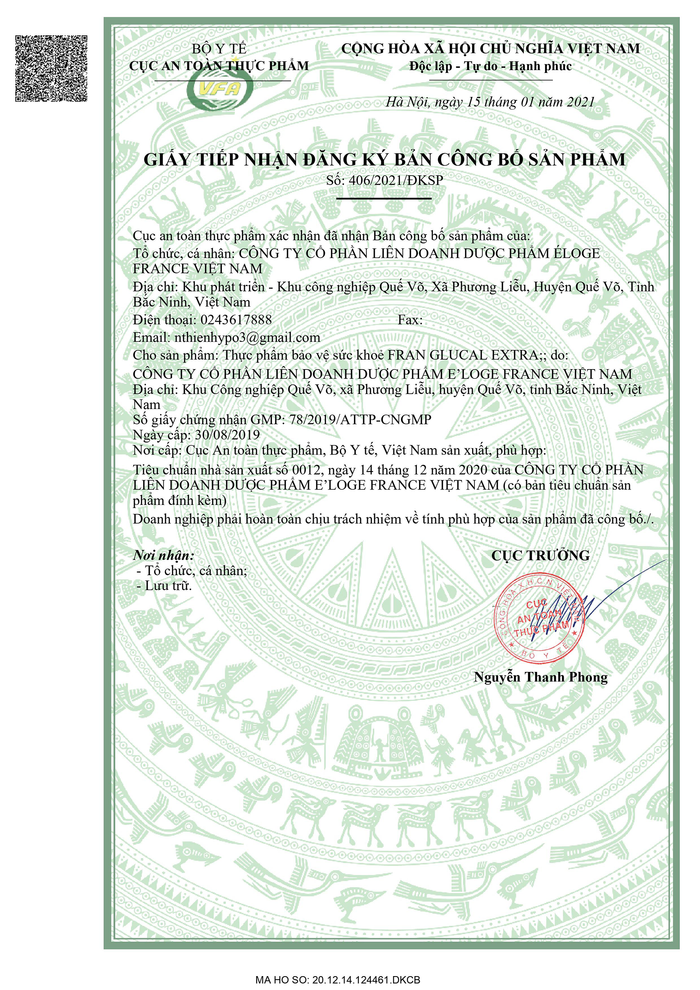 BỘ Y TẾ
CỤC AN TOÀN THỰC PHẨM
VFA
CỘNG HÒA XÃ HỘI CHỦ NGHĨA VIỆT NAM
Độc lập - Tự do - Hạnh phúc
Hà Nội, ngày 15 tháng 01 năm 2021
GIẤY TIẾP NHẬN ĐĂNG KÝ BẢN CÔNG BỐ SẢN PHẨM
Số: 406/2021/ĐKSP
Cục an toàn thực phẩm xác nhận đã nhận Bản công bố sản phẩm của:
Tổ chức, cá nhân: CÔNG TY CỔ PHẦN LIÊN DOANH DƯỢC PHẨM ÉLOGE
FRANCE VIỆT NAM
Địa chỉ: Khu phát triển - Khu công nghiệp Quế Võ, Xã Phương Liễu, Huyện Quế Võ, Tỉnh
Bắc Ninh, Việt Nam
Điện thoại: 0243617888 Fax:
Email: nthienhypo3@gmail.com
Cho sản phẩm: Thực phẩm bảo vệ sức khoẻ FRAN GLUCAL EXTRA;; do:
CÔNG TY CỔ PHẦN LIÊN DOANH DƯỢC PHẨM E’LOGE FRANCE VIỆT NAM
Địa chỉ: Khu Công nghiệp Quế Võ, xã Phương Liễu, huyện Quế Võ, tỉnh Bắc Ninh, Việt
Nam
Số giấy chứng nhận GMP: 78/2019/ATTP-CNGMP
Ngày cấp: 30/08/2019
Nơi cấp: Cục An toàn thực phẩm, Bộ Y tế, Việt Nam sản xuất, phù hợp:
Tiêu chuẩn nhà sản xuất số 0012, ngày 14 tháng 12 năm 2020 của CÔNG TY CỔ PHẦN
LIÊN DOANH DƯỢC PHẨM E’LOGE FRANCE VIỆT NAM (có bản tiêu chuẩn sản
phẩm đính kèm)
Doanh nghiệp phải hoàn toàn chịu trách nhiệm về tính phù hợp của sản phẩm đã công bố./.
Nơi nhận:
- Tổ chức, cá nhân;
- Lưu trữ.
CỤC TRƯỞNG
CỘNG HÒA X.H.C.N VIỆT
CỤC
AN TOÀN
THỰC PHẨM
BỘ Y TẾ
Nguyễn Thanh Phong
MA HO SO: 20.12.14.124461.DKCB